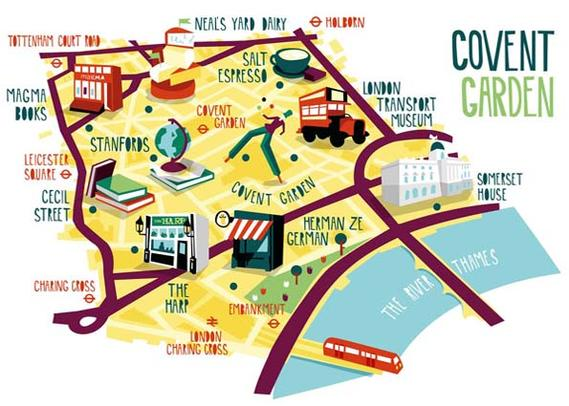 NEAL'S YARD DAIRY
HOLBORN
TOTTENHAM COURT ROAD
COVENT
GARDEN
SALT
ESPRESSO
MAGMA
MAGMA
BOOKS
LONDON
TRANSPORT
MUSEUM
COVENT
GARDEN
STANFORDS
LEICESTER
SQUARE
CECIL
STREET
COVENT GARDEN
SOMERSET
HOUSE
THE HARP
HERMAN ZE
GERMAN
THE RIVER THAMES
CHARING CROSS
THE
HARP
EMBANKMENT
LONDON
CHARING CROSS